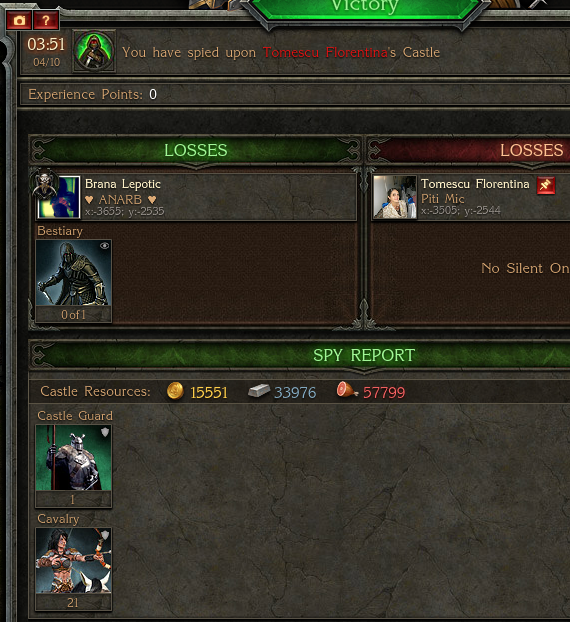 Victory
?
03:51
04/10
You have spied upon Tomescu Florentina's Castle
Experience Points: 0
LOSSES
LOSSES
Brana Lepotic
♥ ANARB ♥
x:-3655; y:-2535
Tomescu Florentina
Piti Mic
x:-3505; y:-2544
Bestiary
0 of 1
No Silent On
SPY REPORT
Castle Resources: 15551 33976 57799
Castle Guard
1
Cavalry
21